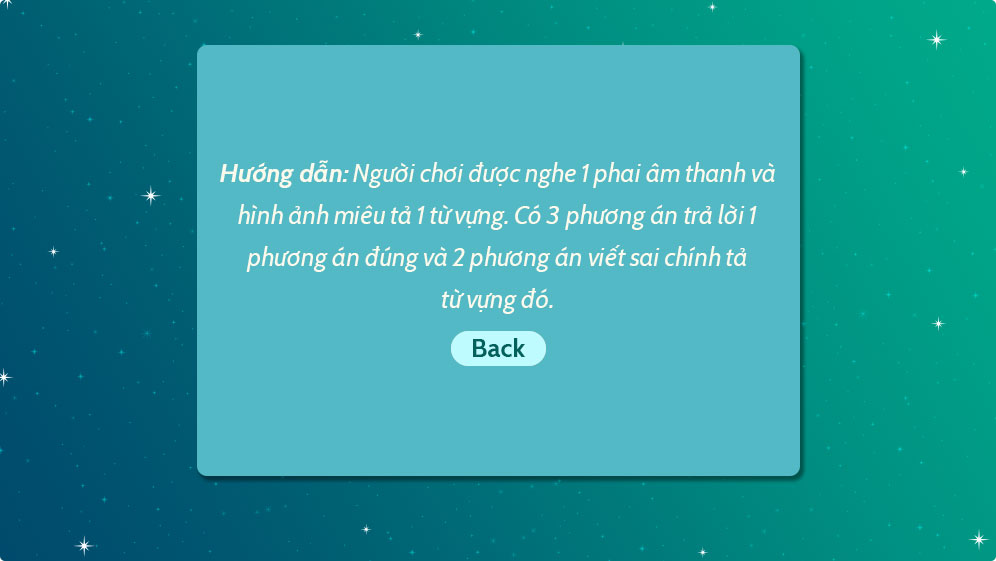 Hướng dẫn: Người chơi được nghe 1 phai âm thanh và
hình ảnh miêu tả 1 từ vựng. Có 3 phương án trả lời 1
phương án đúng và 2 phương án viết sai chính tả
từ vựng đó.
Back